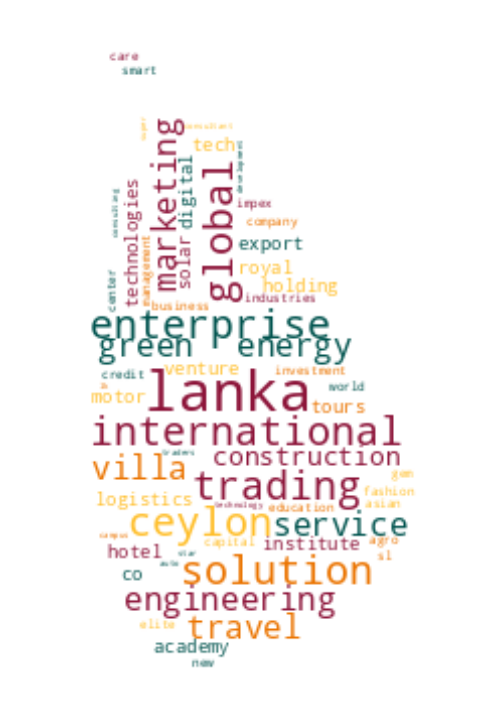 care
smart
super
consultant
marketing
tech
development
digital
global
technologies
solar
consulting
impex
company
export
management
royal
center
holding
industries
business
enterprise
green energy
venture
credit
investment
lanka
world
motor
tours
international
construction
traders
villa
trading
gem
fashion
logistics
technology
education
asian
ceylon
service
campus
capital
institute
agro
hotel
star
sl
auto
co
solution
engineering
elite
travel
academy
new